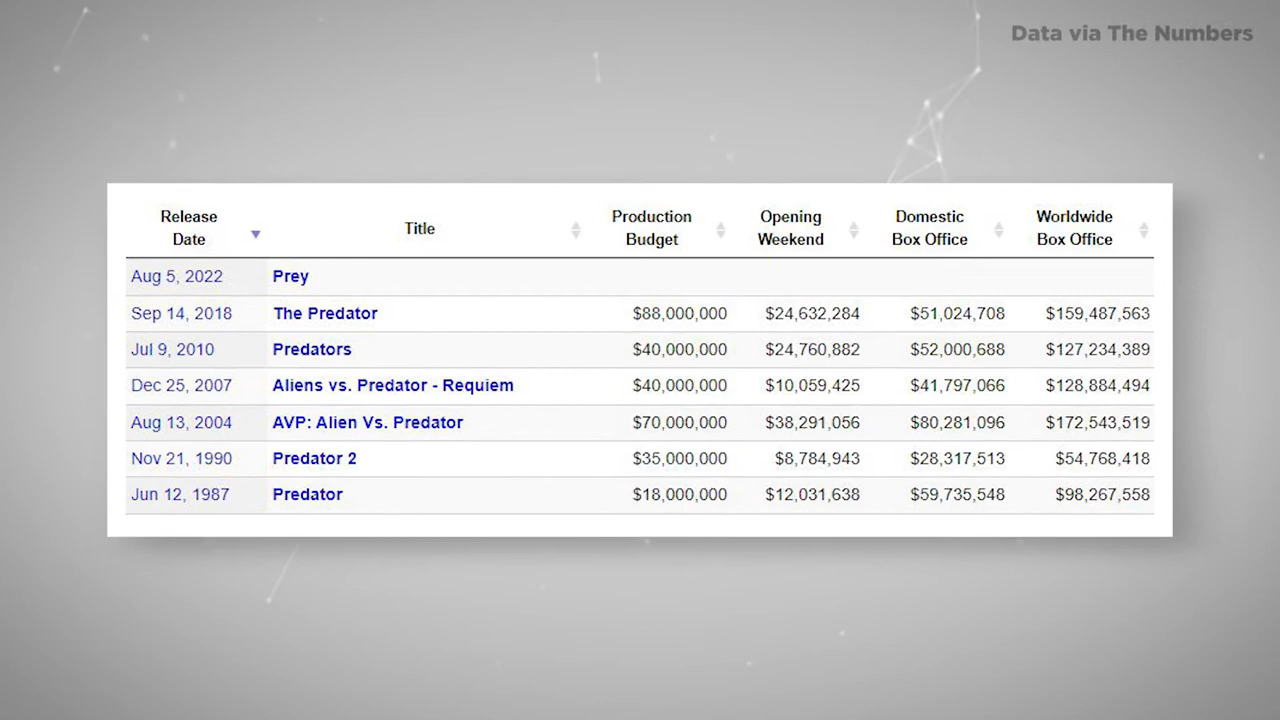 Data via The Numbers
Release Date Title Production Budget Opening Weekend Domestic Box Office Worldwide Box Office
Aug 5, 2022 Prey
Sep 14, 2018 The Predator $88,000,000 $24,632,284 $51,024,708 $159,487,563
Jul 9, 2010 Predators $40,000,000 $24,760,882 $52,000,688 $127,234,389
Dec 25, 2007 Aliens vs. Predator - Requiem $40,000,000 $10,059,425 $41,797,066 $128,884,494
Aug 13, 2004 AVP: Alien Vs. Predator $70,000,000 $38,291,056 $80,281,096 $172,543,519
Nov 21, 1990 Predator 2 $35,000,000 $8,784,943 $28,317,513 $54,768,418
Jun 12, 1987 Predator $18,000,000 $12,031,638 $59,735,548 $98,267,558